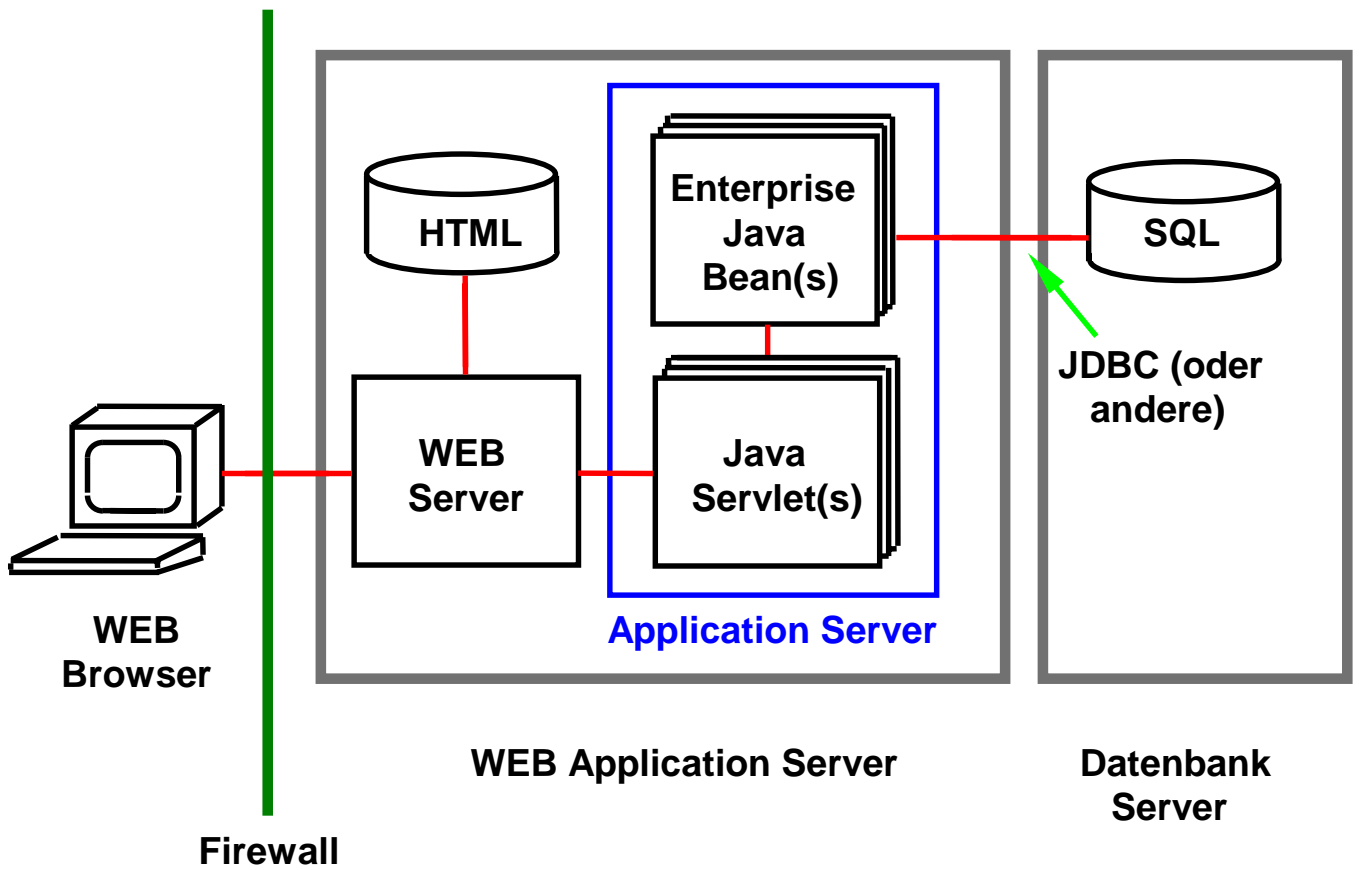 HTML
Enterprise
Java
Bean(s)
SQL
JDBC (oder
andere)
WEB
Server
Java
Servlet(s)
WEB
Browser
Application Server
WEB Application Server
Datenbank
Server
Firewall